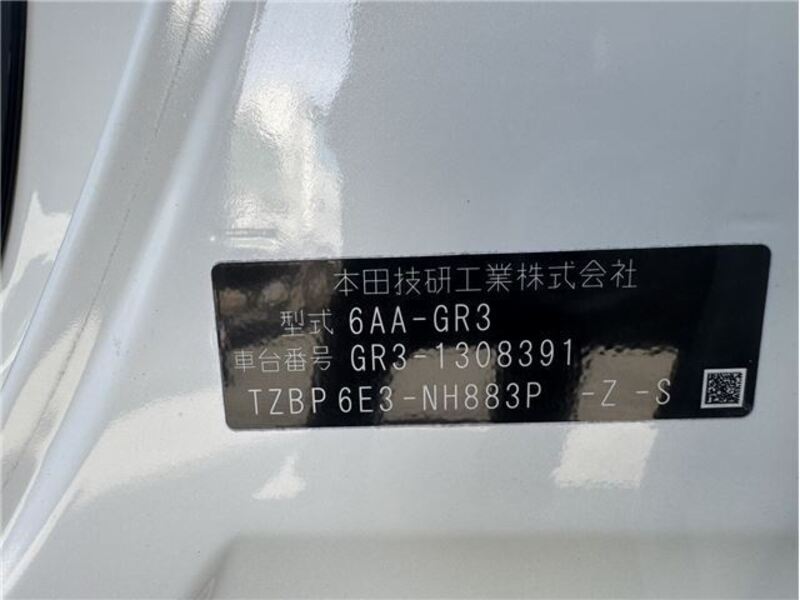 本田技研工業株式会社
型式 6AA-GR3
車台番号 GR3-1308391
TZBP6E3-NH883P -Z -S